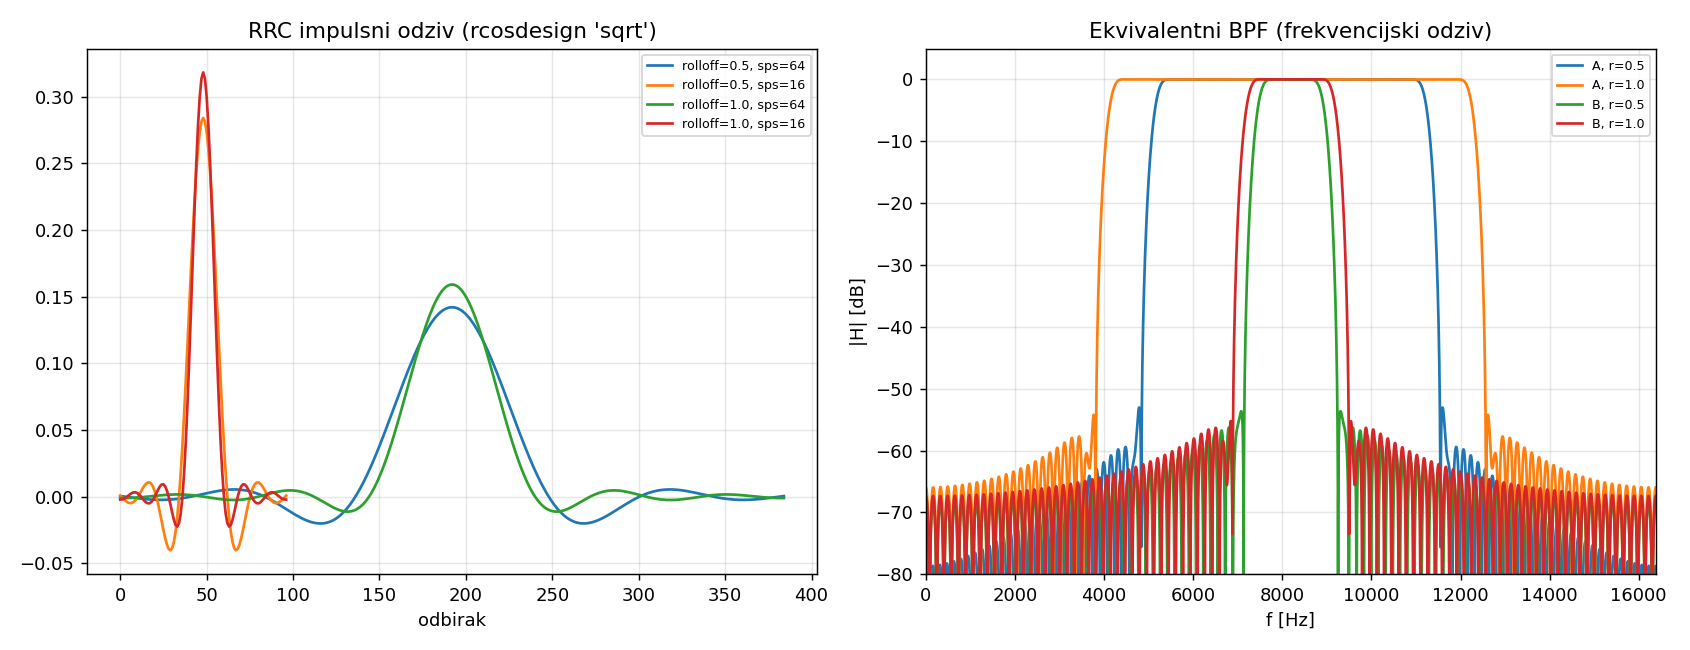 RRC impulsni odziv (rcosdesign 'sqrt')
rolloff=0.5, sps=64
rolloff=0.5, sps=16
rolloff=1.0, sps=64
rolloff=1.0, sps=16
0.30
0.25
0.20
0.15
0.10
0.05
0.00
−0.05
0 50 100 150 200 250 300 350 400
odbirak
Ekvivalentni BPF (frekvencijski odziv)
A, r=0.5
A, r=1.0
B, r=0.5
B, r=1.0
|H| [dB]
0
−10
−20
−30
−40
−50
−60
−70
−80
0 2000 4000 6000 8000 10000 12000 14000 16000
f [Hz]